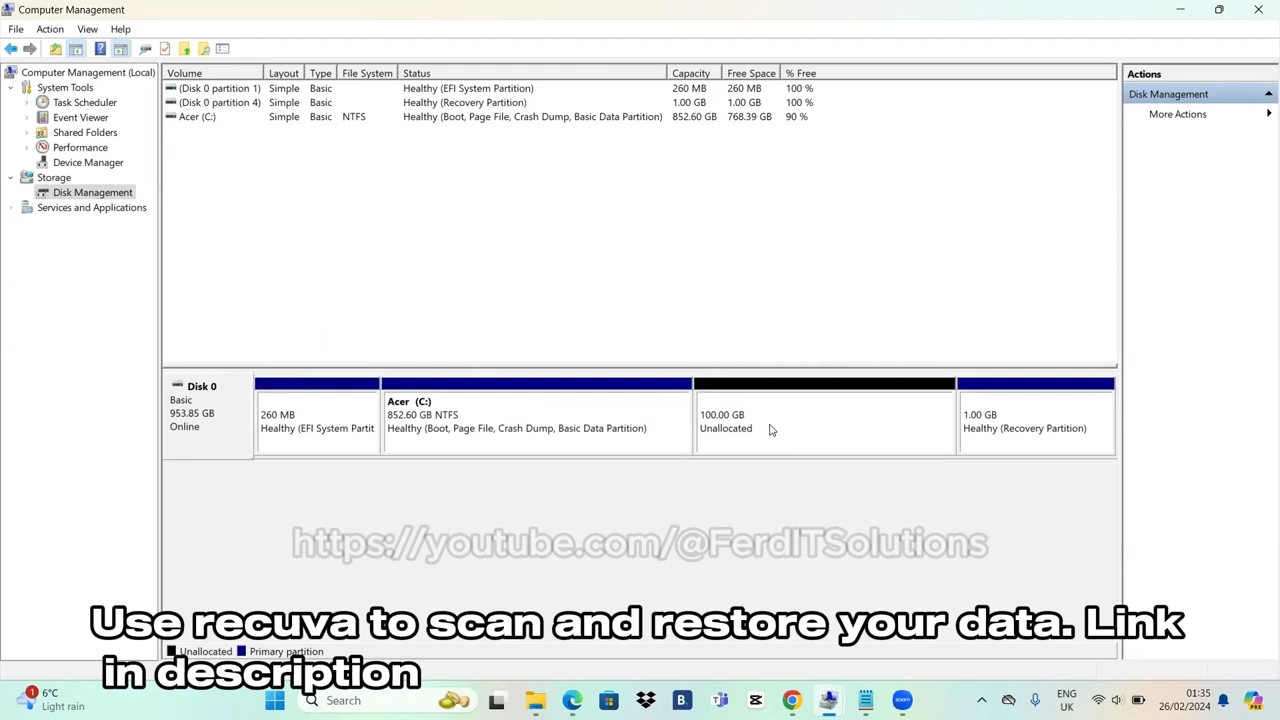 Computer Management
File Action View Help
Computer Management (Local)
System Tools
Task Scheduler
Event Viewer
Shared Folders
Performance
Device Manager
Storage
Disk Management
Services and Applications
Volume Layout Type File System Status Capacity Free Space % Free
(Disk 0 partition 1) Simple Basic Healthy (EFI System Partition) 260 MB 260 MB 100 %
(Disk 0 partition 4) Simple Basic Healthy (Recovery Partition) 1.00 GB 1.00 GB 100 %
Acer (C:) Simple Basic NTFS Healthy (Boot, Page File, Crash Dump, Basic Data Partition) 852.60 GB 768.39 GB 90 %
Actions
Disk Management
More Actions
Disk 0
Basic
953.85 GB
Online
260 MB
Healthy (EFI System Partit
Acer (C:)
852.60 GB NTFS
Healthy (Boot, Page File, Crash Dump, Basic Data Partition)
100.00 GB
Unallocated
1.00 GB
Healthy (Recovery Partition)
https://youtube.com/@FerdITSolutions
Use recuva to scan and restore your data. Link
in description
Unallocated Primary partition
1
6°C
Light rain
Search
ENG
UK
01:35
26/02/2024